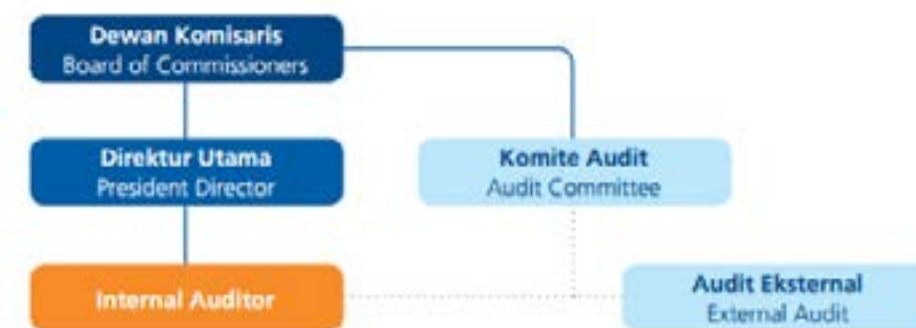 Dewan Komisaris
Board of Commissioners
Direktur Utama
President Director
Komite Audit
Audit Committee
Internal Auditor
Audit Eksternal
External Audit